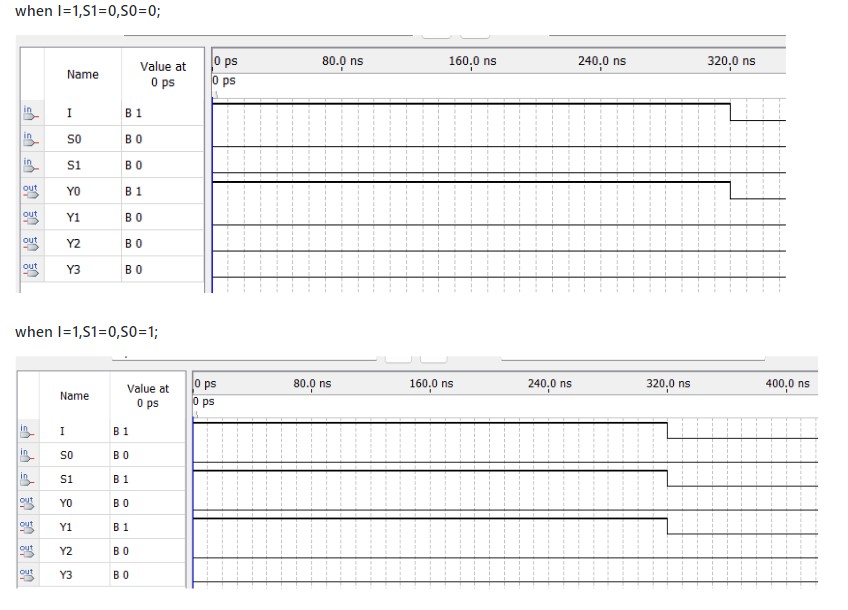 when I=1,S1=0,S0=0;
Name Value at 0 ps 0 ps 80.0 ns 160.0 ns 240.0 ns 320.0 ns
0 ps
in I B 1
in S0 B 0
in S1 B 0
out Y0 B 1
out Y1 B 0
out Y2 B 0
out Y3 B 0
when I=1,S1=0,S0=1;
Name Value at 0 ps 0 ps 80.0 ns 160.0 ns 240.0 ns 320.0 ns 400.0 ns
0 ps
in I B 1
in S0 B 0
in S1 B 1
out Y0 B 0
out Y1 B 1
out Y2 B 0
out Y3 B 0